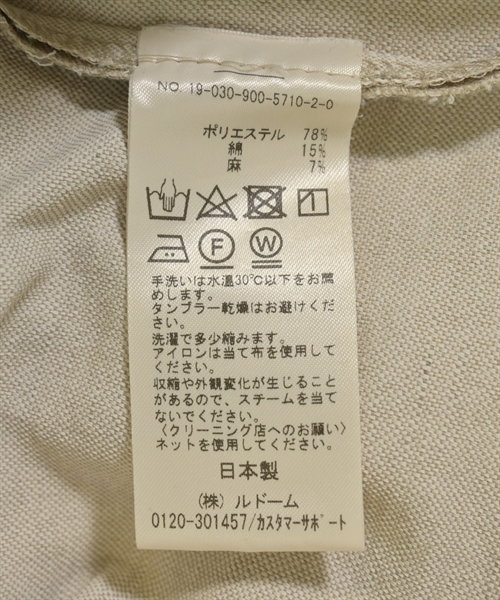 NO 19-030-900-5710-2-0
ポリエステル 78%
綿 15%
麻 7%
F W
手洗いは水温30℃以下をお薦
めします。
タンブラー乾燥はお避けくだ
さい。
洗濯で多少縮みます。
アイロンは当て布を使用して
ください。
収縮や外観変化が生じること
があるので、スチームを当て
ないでください。
〈クリーニング店へのお願い〉
ネットを使用してください。
日本製
(株) ルドーム
0120-301457/カスタマーサポート